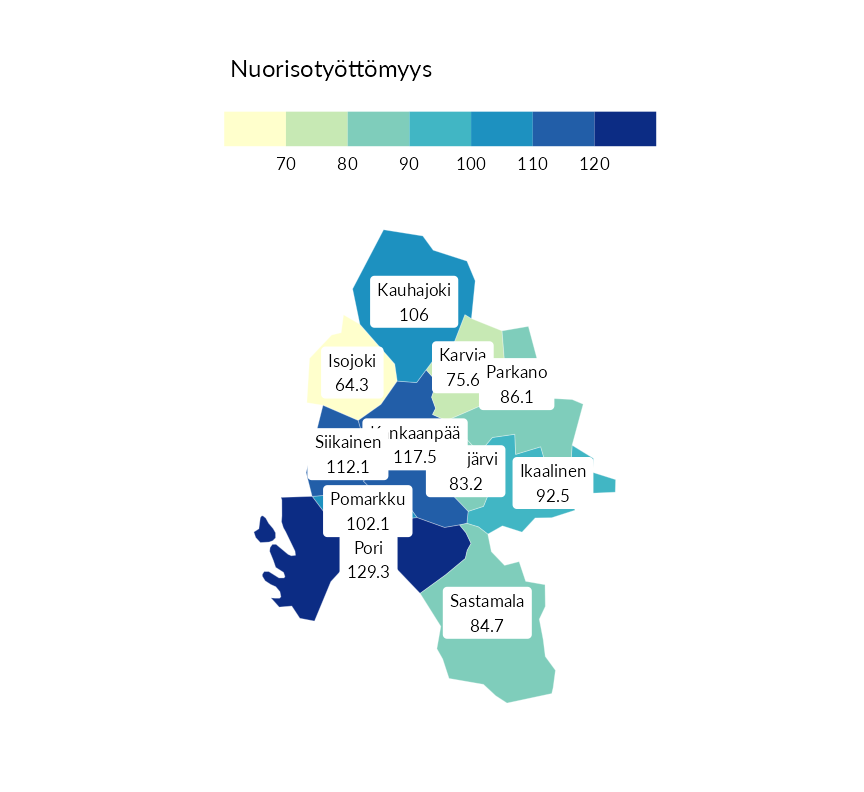 Nuorisotyöttömyys
70 80 90 100 110 120
Kauhajoki
106
Isojoki
64.3
Karvia
75.6
Parkano
86.1
117.5
Siikainen
112.1
83.2
Ikaalinen
92.5
Pomarkku
102.1
Pori
129.3
Sastamala
84.7